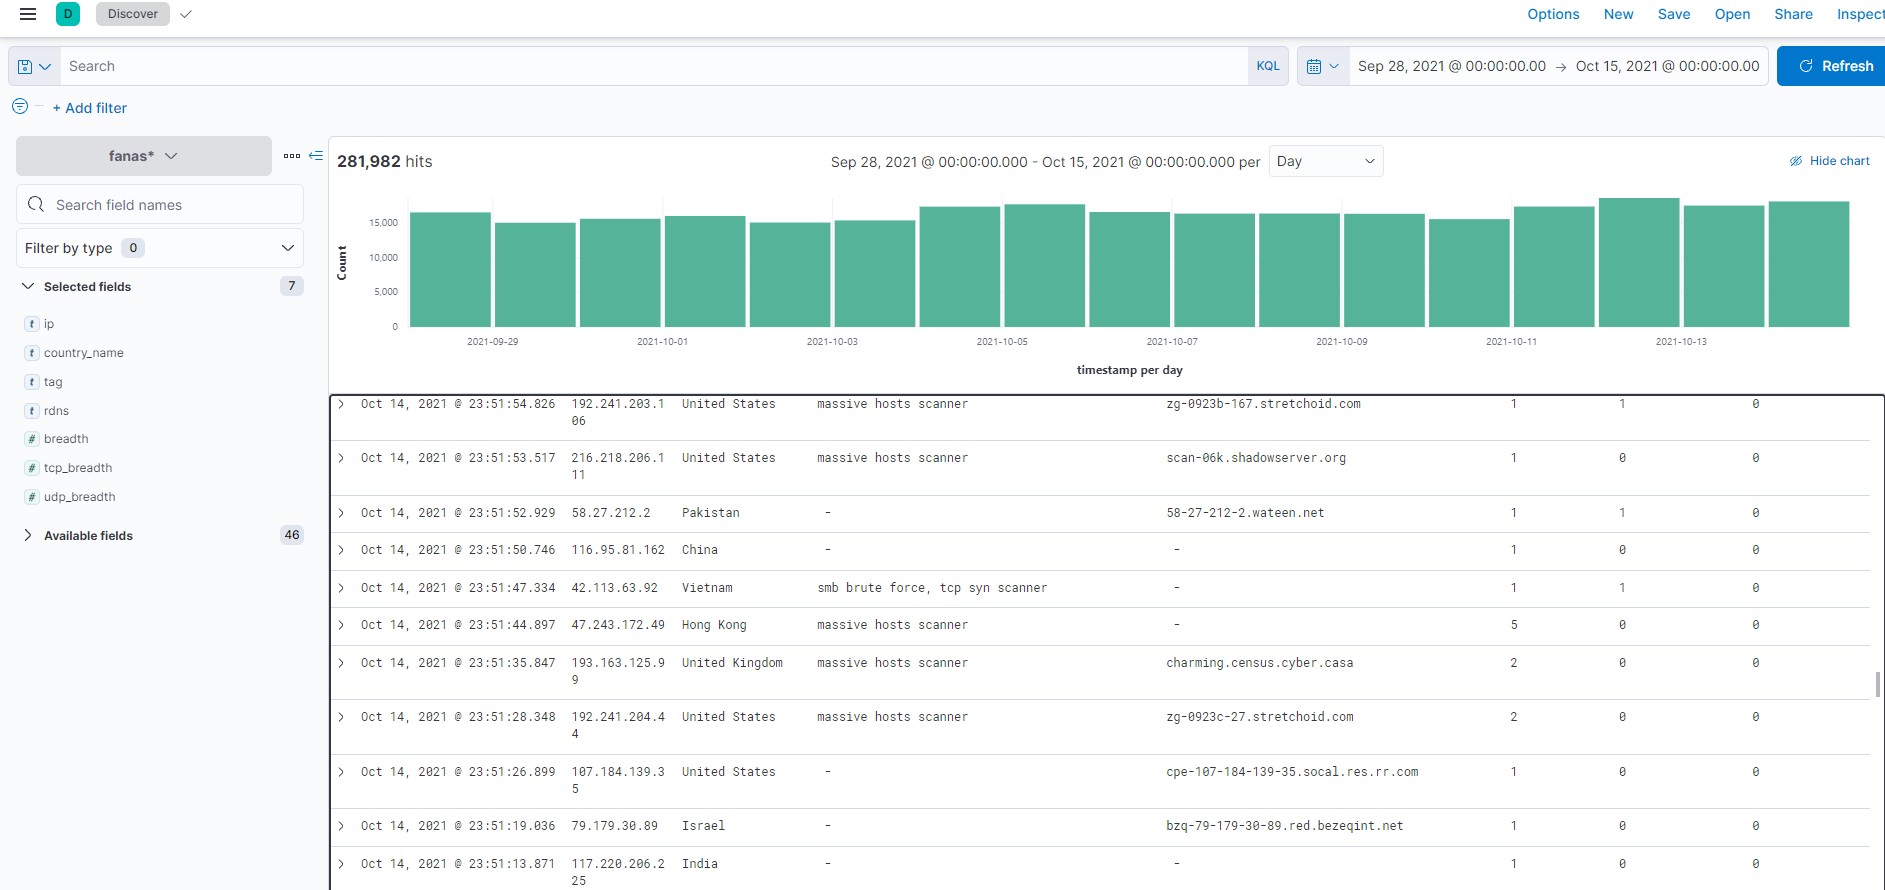 D Discover Options New Save Open Share Inspect
Search KQL Sep 28, 2021 @ 00:00:00.00 → Oct 15, 2021 @ 00:00:00.00 Refresh
+ Add filter
fanas*
Search field names
Filter by type 0
Selected fields 7
t ip
t country_name
t tag
t rdns
# breadth
# tcp_breadth
# udp_breadth
Available fields 46
281,982 hits Sep 28, 2021 @ 00:00:00.000 - Oct 15, 2021 @ 00:00:00.000 per Day Hide chart
Count
15,000
10,000
5,000
0
2021-09-29 2021-10-01 2021-10-03 2021-10-05 2021-10-07 2021-10-09 2021-10-11 2021-10-13
timestamp per day
Oct 14, 2021 @ 23:51:54.826 192.241.203.1 United States massive hosts scanner zg-0923b-167.stretchoid.com 1 1 0
06
Oct 14, 2021 @ 23:51:53.517 216.218.206.1 United States massive hosts scanner scan-06k.shadowserver.org 1 0 0
11
Oct 14, 2021 @ 23:51:52.929 58.27.212.2 Pakistan - 58-27-212-2.wateen.net 1 1 0
Oct 14, 2021 @ 23:51:50.746 116.95.81.162 China - - 1 0 0
Oct 14, 2021 @ 23:51:47.334 42.113.63.92 Vietnam smb brute force, tcp syn scanner - 1 1 0
Oct 14, 2021 @ 23:51:44.897 47.243.172.49 Hong Kong massive hosts scanner - 5 0 0
Oct 14, 2021 @ 23:51:35.847 193.163.125.9 United Kingdom massive hosts scanner charming.census.cyber.casa 2 0 0
9
Oct 14, 2021 @ 23:51:28.348 192.241.204.4 United States massive hosts scanner zg-0923c-27.stretchoid.com 2 0 0
4
Oct 14, 2021 @ 23:51:26.899 107.184.139.3 United States - cpe-107-184-139-35.socal.res.rr.com 1 0 0
5
Oct 14, 2021 @ 23:51:19.036 79.179.30.89 Israel - bzq-79-179-30-89.red.bezeqint.net 1 0 0
Oct 14, 2021 @ 23:51:13.871 117.220.206.2 India - - 1 0 0
25